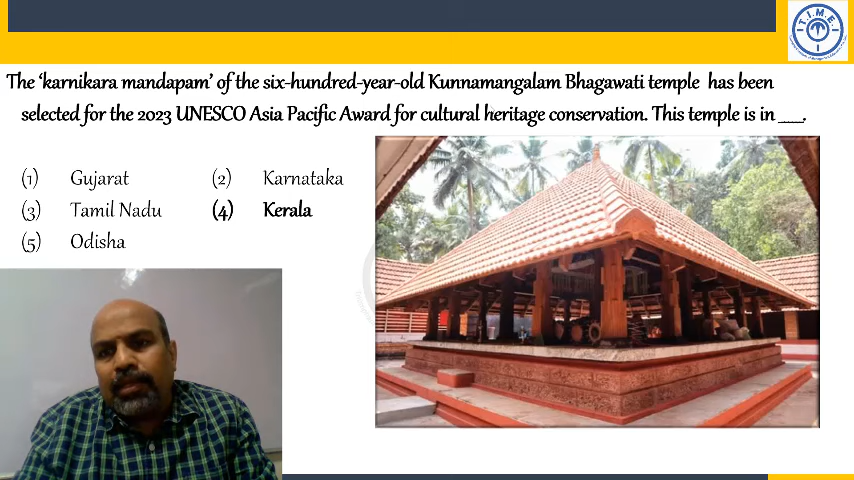 T.I.M.E.
The ‘karnikara mandapam’ of the six-hundred-year-old Kunnamangalam Bhagawati temple has been
selected for the 2023 UNESCO Asia Pacific Award for cultural heritage conservation. This temple is in ____.
(1) Gujarat (2) Karnataka
(3) Tamil Nadu (4) Kerala
(5) Odisha